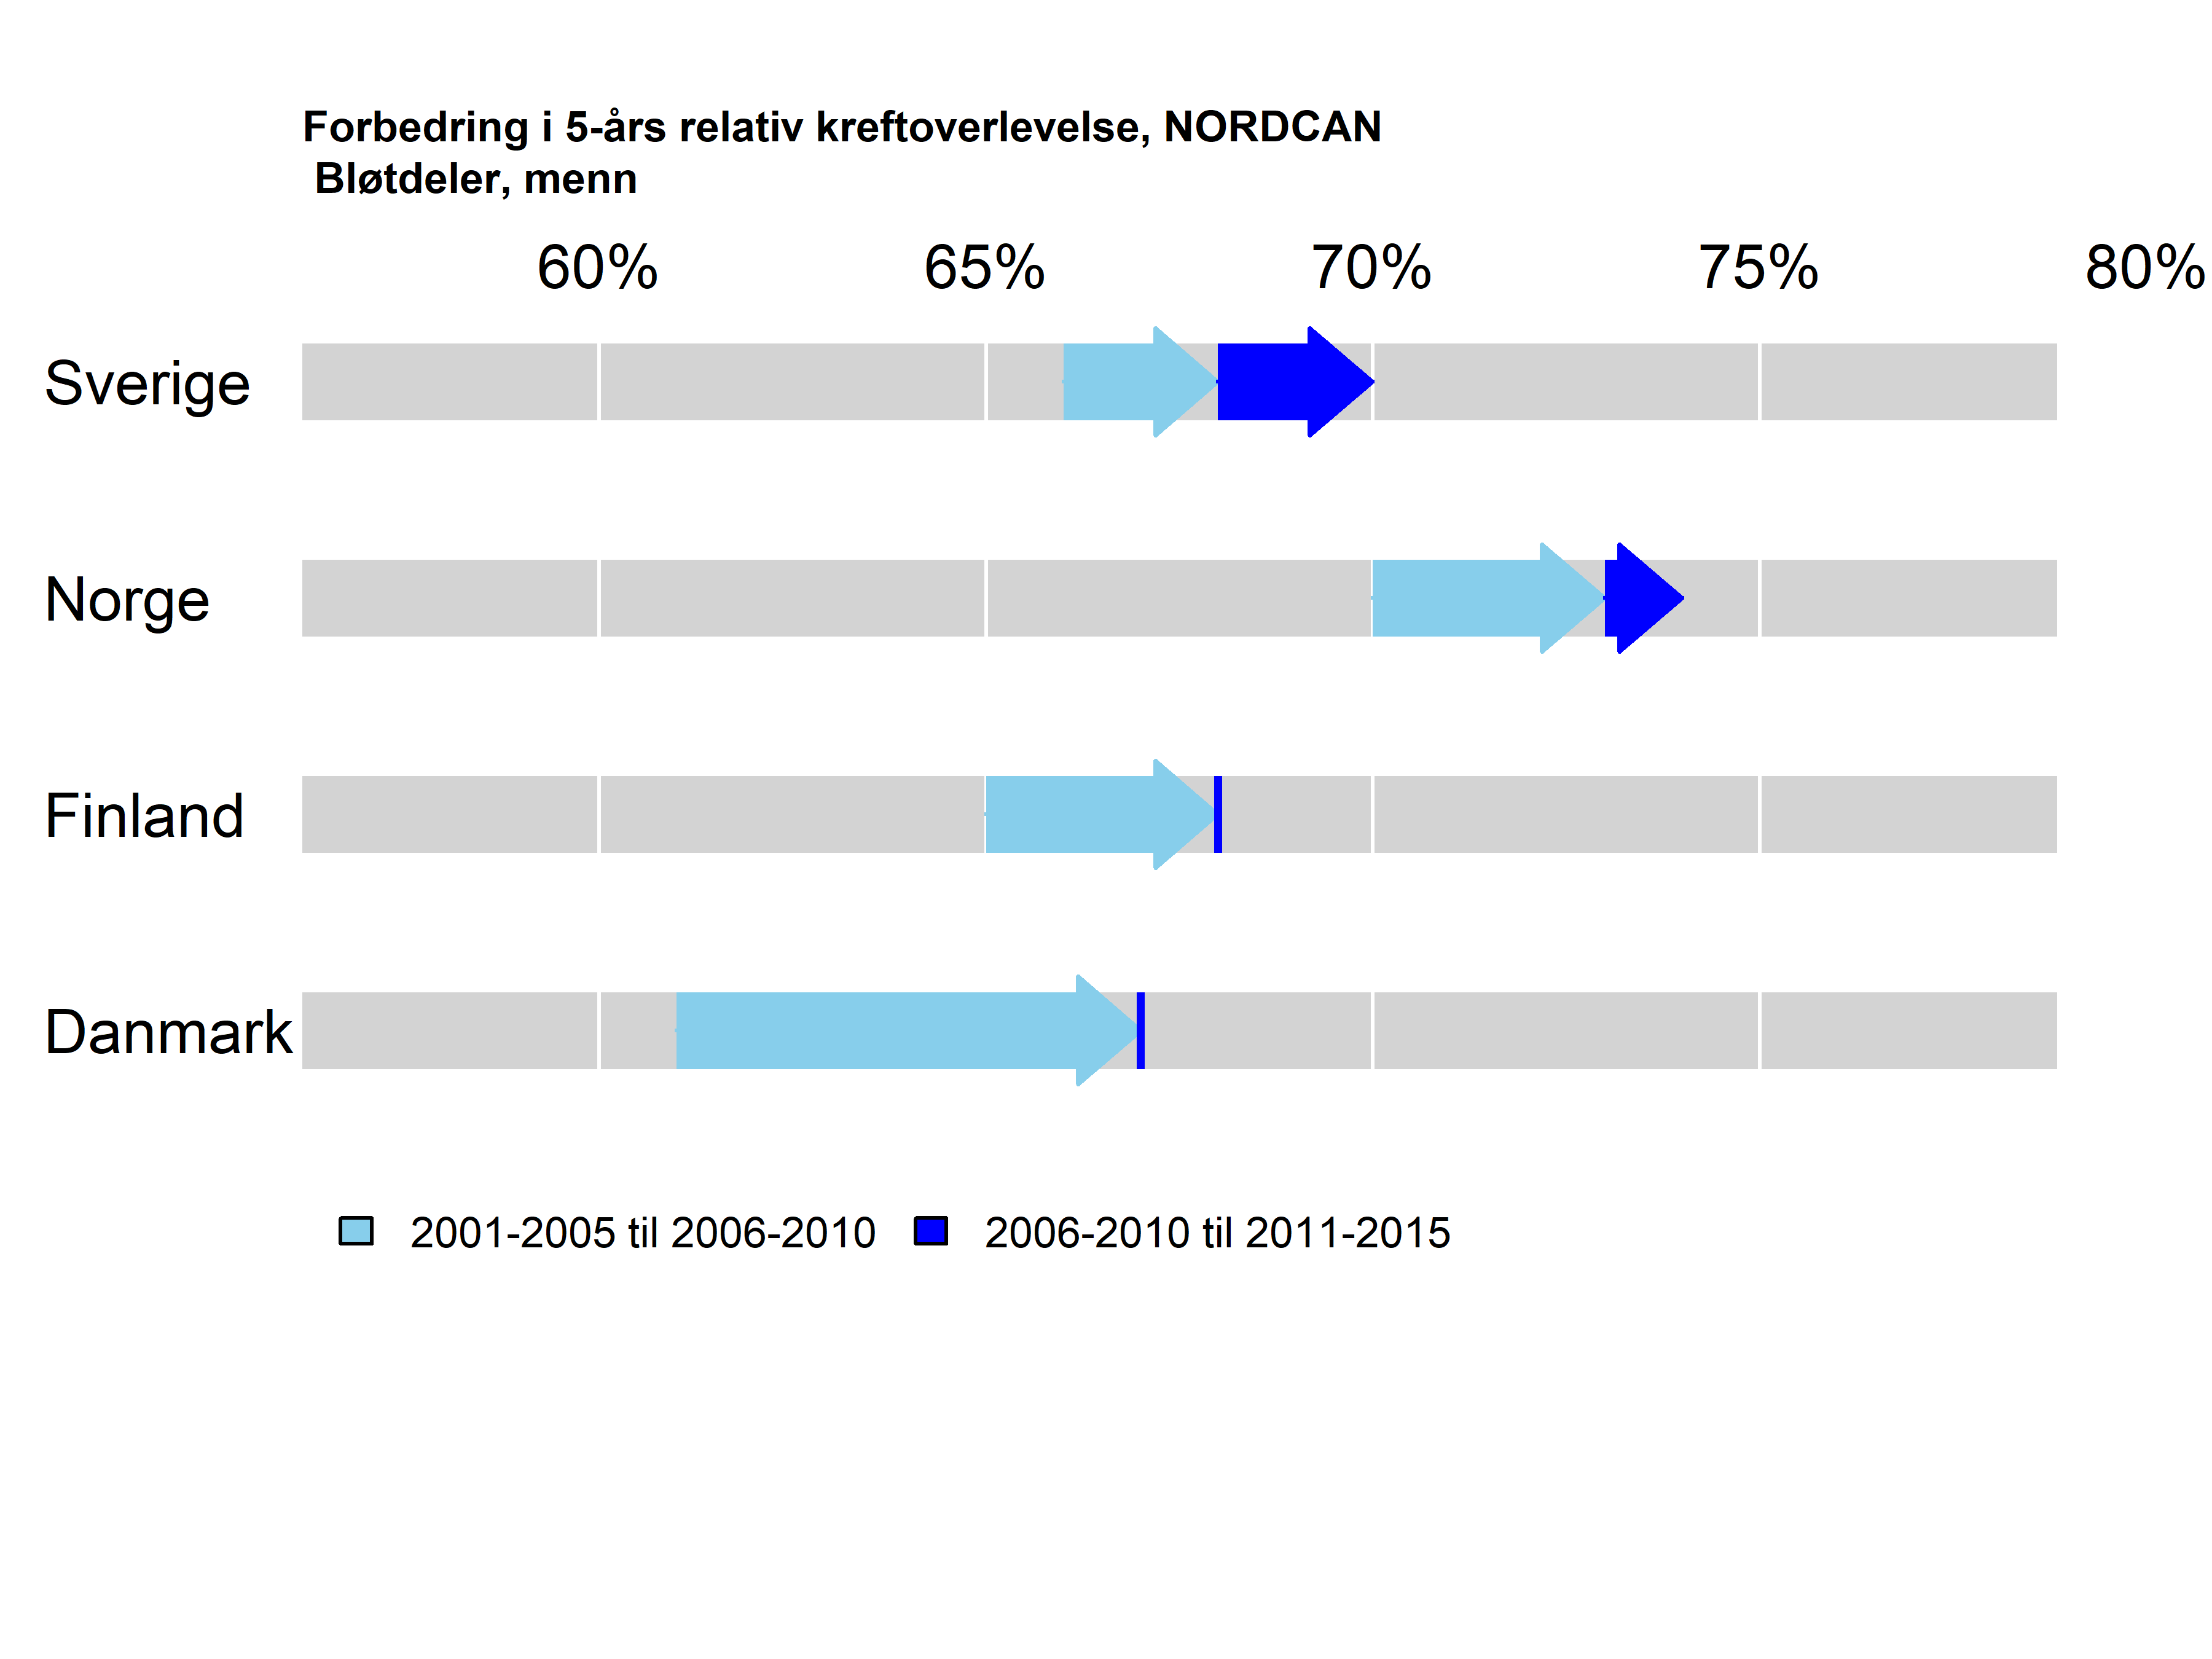 Forbedring i 5-års relativ kreftoverlevelse, NORDCAN
Bløtdeler, menn
60% 65% 70% 75% 80%
Sverige
Norge
Finland
Danmark
2001-2005 til 2006-2010 2006-2010 til 2011-2015